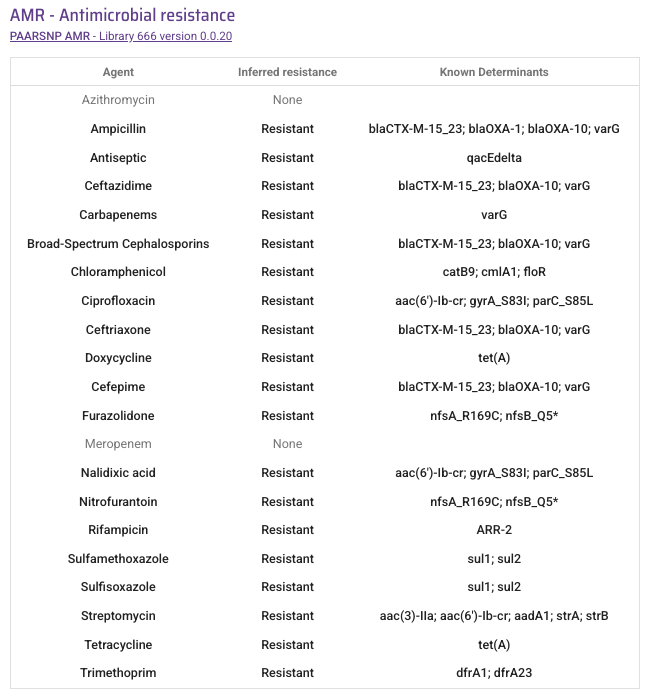 AMR - Antimicrobial resistance
PAARSNP AMR - Library 666 version 0.0.20
Agent Inferred resistance Known Determinants
Azithromycin None
Ampicillin Resistant blaCTX-M-15_23; blaOXA-1; blaOXA-10; varG
Antiseptic Resistant qacEdelta
Ceftazidime Resistant blaCTX-M-15_23; blaOXA-10; varG
Carbapenems Resistant varG
Broad-Spectrum Cephalosporins Resistant blaCTX-M-15_23; blaOXA-10; varG
Chloramphenicol Resistant catB9; cmlA1; floR
Ciprofloxacin Resistant aac(6')-Ib-cr; gyrA_S83I; parC_S85L
Ceftriaxone Resistant blaCTX-M-15_23; blaOXA-10; varG
Doxycycline Resistant tet(A)
Cefepime Resistant blaCTX-M-15_23; blaOXA-10; varG
Furazolidone Resistant nfsA_R169C; nfsB_Q5*
Meropenem None
Nalidixic acid Resistant aac(6')-Ib-cr; gyrA_S83I; parC_S85L
Nitrofurantoin Resistant nfsA_R169C; nfsB_Q5*
Rifampicin Resistant ARR-2
Sulfamethoxazole Resistant sul1; sul2
Sulfisoxazole Resistant sul1; sul2
Streptomycin Resistant aac(3)-IIa; aac(6')-Ib-cr; aadA1; strA; strB
Tetracycline Resistant tet(A)
Trimethoprim Resistant dfrA1; dfrA23